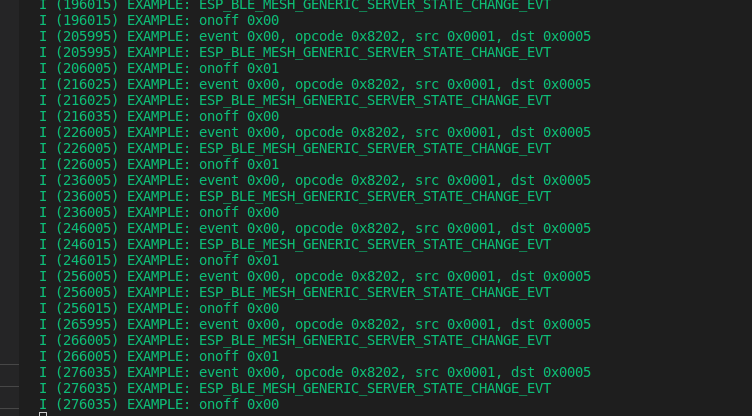 I (196015) EXAMPLE: ESP_BLE_MESH_GENERIC_SERVER_STATE_CHANGE_EVT
I (196015) EXAMPLE: onoff 0x00
I (205995) EXAMPLE: event 0x00, opcode 0x8202, src 0x0001, dst 0x0005
I (205995) EXAMPLE: ESP_BLE_MESH_GENERIC_SERVER_STATE_CHANGE_EVT
I (206005) EXAMPLE: onoff 0x01
I (216025) EXAMPLE: event 0x00, opcode 0x8202, src 0x0001, dst 0x0005
I (216025) EXAMPLE: ESP_BLE_MESH_GENERIC_SERVER_STATE_CHANGE_EVT
I (216035) EXAMPLE: onoff 0x00
I (226005) EXAMPLE: event 0x00, opcode 0x8202, src 0x0001, dst 0x0005
I (226005) EXAMPLE: ESP_BLE_MESH_GENERIC_SERVER_STATE_CHANGE_EVT
I (226005) EXAMPLE: onoff 0x01
I (236005) EXAMPLE: event 0x00, opcode 0x8202, src 0x0001, dst 0x0005
I (236005) EXAMPLE: ESP_BLE_MESH_GENERIC_SERVER_STATE_CHANGE_EVT
I (236005) EXAMPLE: onoff 0x00
I (246005) EXAMPLE: event 0x00, opcode 0x8202, src 0x0001, dst 0x0005
I (246015) EXAMPLE: ESP_BLE_MESH_GENERIC_SERVER_STATE_CHANGE_EVT
I (246015) EXAMPLE: onoff 0x01
I (256005) EXAMPLE: event 0x00, opcode 0x8202, src 0x0001, dst 0x0005
I (256005) EXAMPLE: ESP_BLE_MESH_GENERIC_SERVER_STATE_CHANGE_EVT
I (256015) EXAMPLE: onoff 0x00
I (265995) EXAMPLE: event 0x00, opcode 0x8202, src 0x0001, dst 0x0005
I (266005) EXAMPLE: ESP_BLE_MESH_GENERIC_SERVER_STATE_CHANGE_EVT
I (266005) EXAMPLE: onoff 0x01
I (276035) EXAMPLE: event 0x00, opcode 0x8202, src 0x0001, dst 0x0005
I (276035) EXAMPLE: ESP_BLE_MESH_GENERIC_SERVER_STATE_CHANGE_EVT
I (276035) EXAMPLE: onoff 0x00